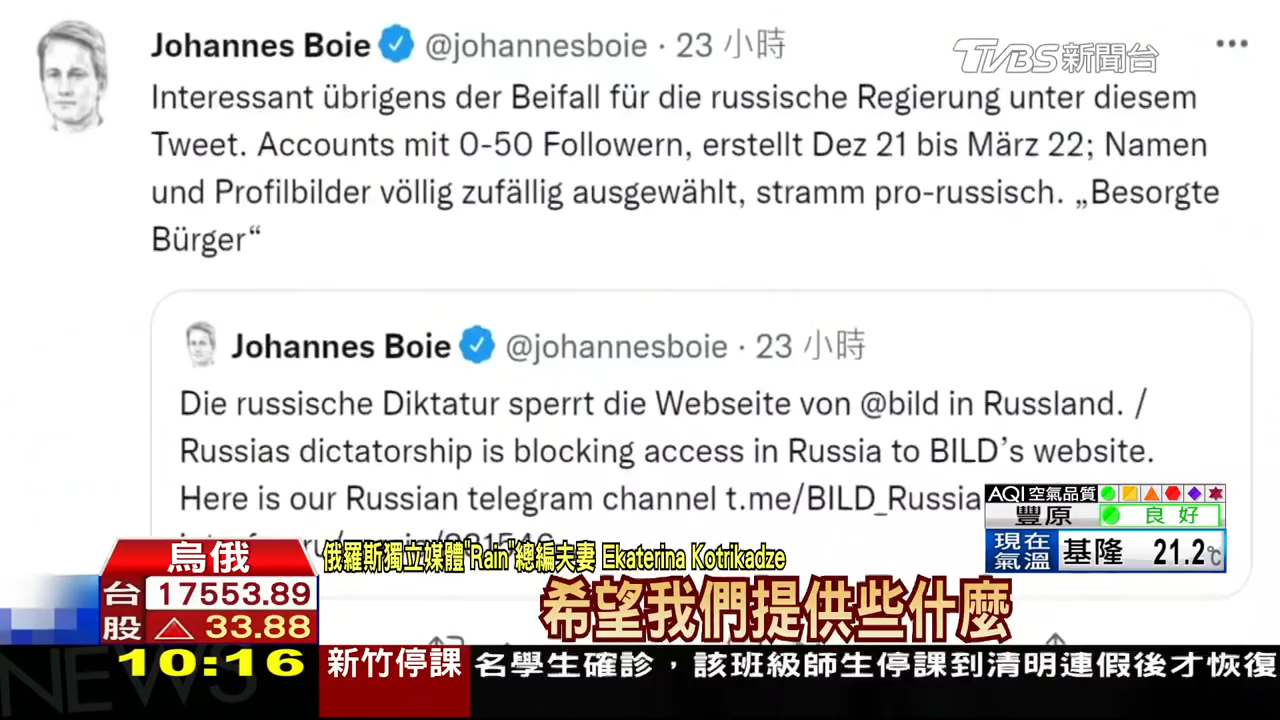 Johannes Boie @johannesboie · 23 小時
TVBS新聞台
Interessant übrigens der Beifall für die russische Regierung unter diesem
Tweet. Accounts mit 0-50 Followern, erstellt Dez 21 bis März 22; Namen
und Profilbilder völlig zufällig ausgewählt, stramm pro-russisch. „Besorgte
Bürger“
Johannes Boie @johannesboie · 23 小時
Die russische Diktatur sperrt die Webseite von @bild in Russland. /
Russias dictatorship is blocking access in Russia to BILD’s website.
Here is our Russian telegram channel t.me/BILD_Russia
AQI 空氣品質
豐原 良好
現在氣溫 基隆 21.2℃
烏俄
俄羅斯獨立媒體"Rain"總編夫妻 Ekaterina Kotrikadze
希望我們提供些什麼
台股 17553.89
△ 33.88
10:16 新竹停課 名學生確診，該班級師生停課到清明連假後才恢復
NEWS